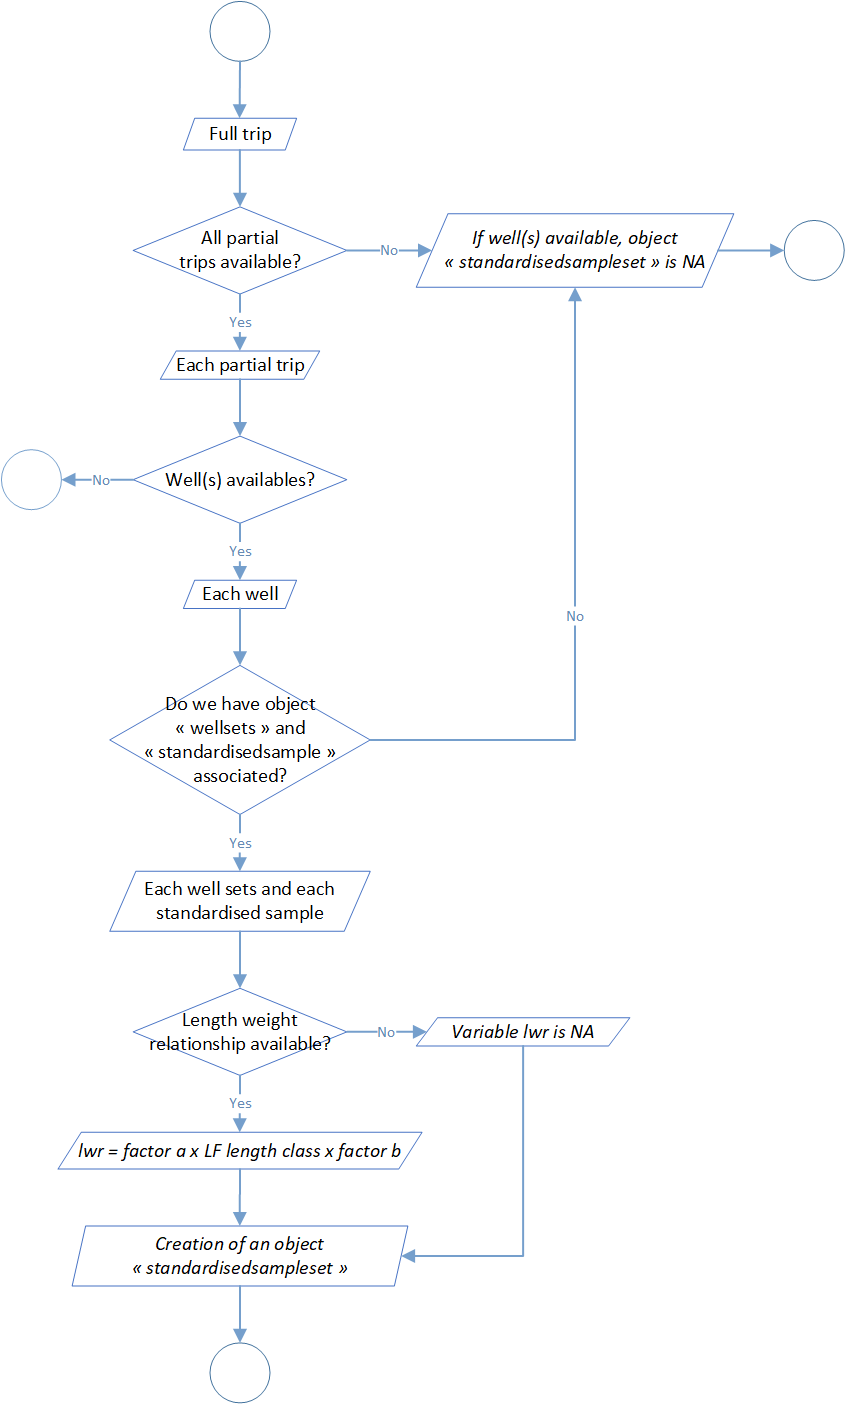 Full trip
All partial
trips available?
No
If well(s) available, object
« standardisedsampleset » is NA
Yes
Each partial trip
No
Well(s) availables?
Yes
Each well
No
Do we have object
« wellsets » and
« standardisedsample »
associated?
Yes
Each well sets and each
standardised sample
Length weight
relationship available?
No
Variable lwr is NA
Yes
lwr = factor a x LF length class x factor b
Creation of an object
« standardisedsampleset »